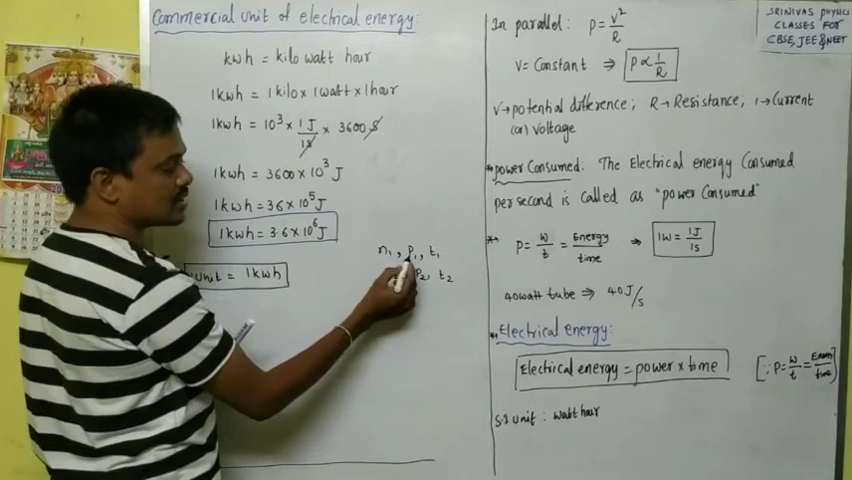 Commercial unit of electrical energy:
kwh = kilo watt hour
1kwh = 1kilo × 1watt × 1hour
1kwh = 10³ × 1J/1s × 3600 s
1kwh = 3600 × 10³ J
1kwh = 36 × 10⁵ J
1kwh = 3.6 × 10⁶ J
unit = 1kwh
n₁, P₁, t₁
P₂, t₂
In parallel: P = V²/R
V = Constant ⇒ P ∝ 1/R
V→potential difference; R→Resistance, I→Current
(or) voltage
*power Consumed: The Electrical energy Consumed
per second is called as "power Consumed"
* P = W/t = Energy/time ⇒ 1W = 1J/1s
40watt tube ⇒ 40 J/s
*Electrical energy:
Electrical energy = power × time [∵ P = W/t =
time]
S.I unit: watt hour
SRINIVAS PHYSICS
CLASSES FOR
CBSE, JEE & NEET